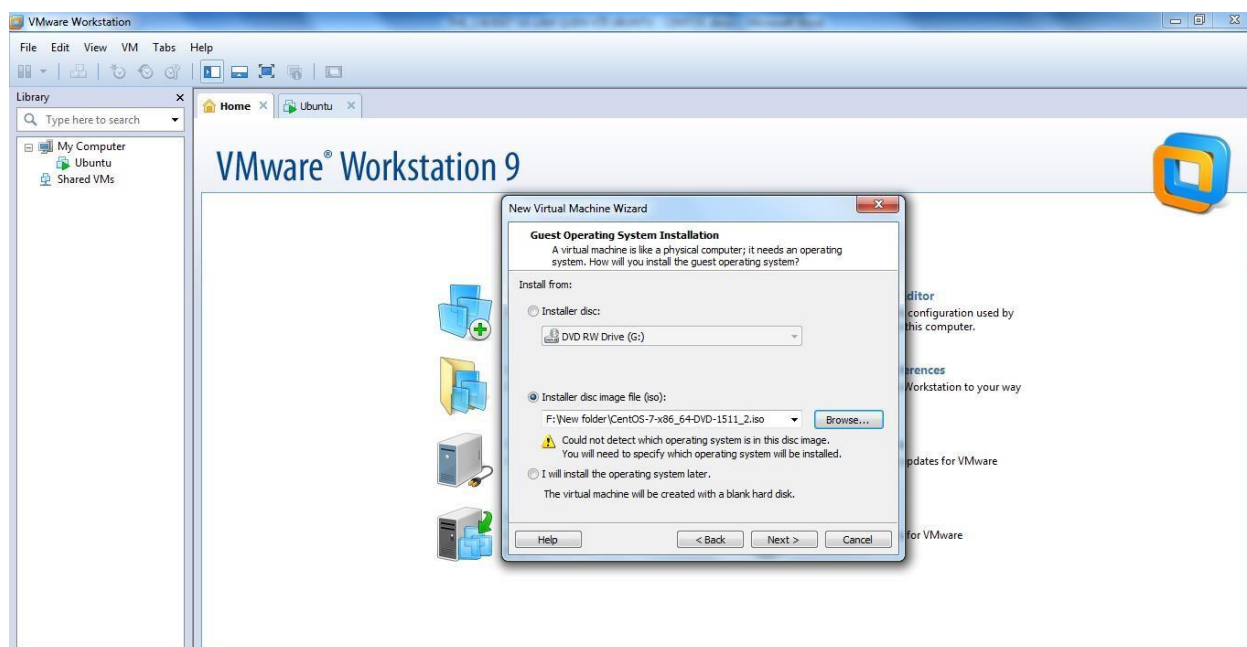 VMware Workstation
File Edit View VM Tabs Help
Library
Type here to search
Home
Ubuntu
My Computer
Ubuntu
Shared VMs
VMware® Workstation 9
New Virtual Machine Wizard
Guest Operating System Installation
A virtual machine is like a physical computer; it needs an operating
system. How will you install the guest operating system?
Install from:
Installer disc:
DVD RW Drive (G:)
Installer disc image file (iso):
F:\New folder\CentOS-7-x86_64-DVD-1511_2.iso
Browse...
Could not detect which operating system is in this disc image.
You will need to specify which operating system will be installed.
I will install the operating system later.
The virtual machine will be created with a blank hard disk.
Help
< Back
Next >
Cancel
ditor
configuration used by
this computer.
erences
Workstation to your way
pdates for VMware
for VMware